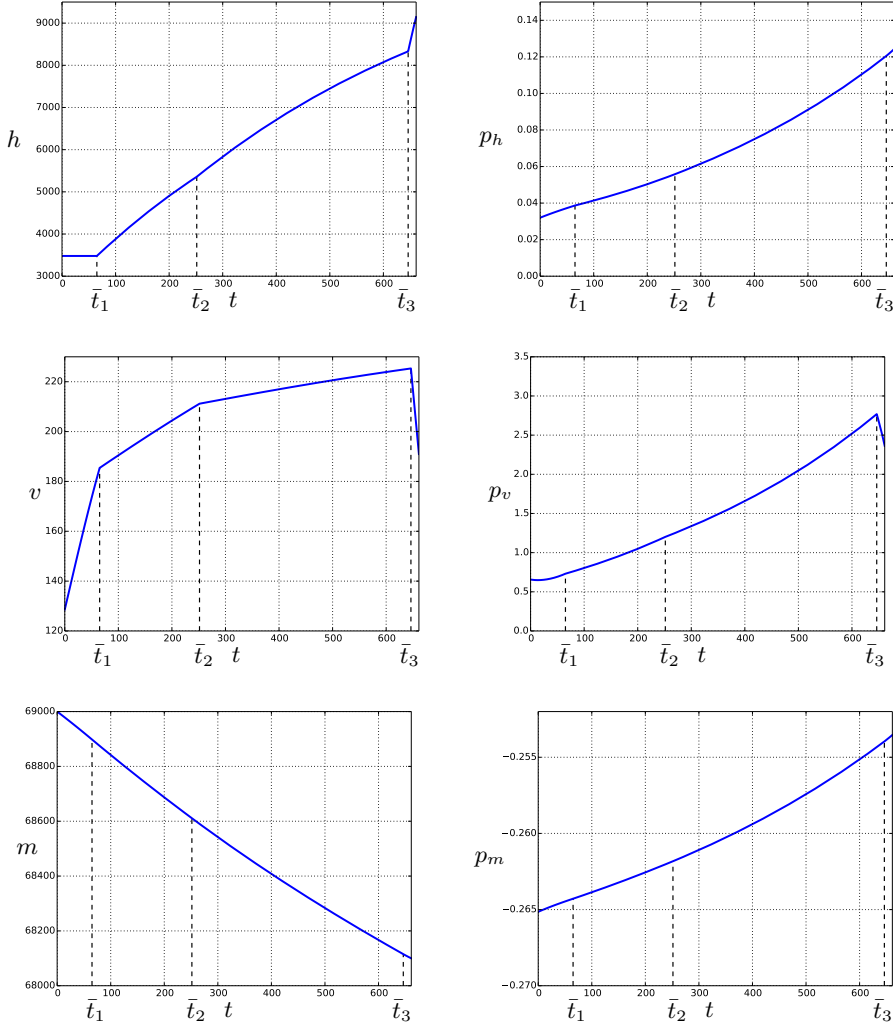 9000
8000
7000
h
6000
5000
4000
3000
0 100 200 300 400 500 600
t̄₁ t̄₂ t t̄₃
0.14
0.12
0.10
p_h
0.08
0.06
0.04
0.02
0.00
0 100 200 300 400 500 600
t̄₁ t̄₂ t t̄₃
220
200
v
180
160
140
120
0 100 200 300 400 500 600
t̄₁ t̄₂ t t̄₃
3.5
3.0
2.5
2.0
p_v
1.5
1.0
0.5
0.0
0 100 200 300 400 500 600
t̄₁ t̄₂ t t̄₃
69000
68800
68600
m
68400
68200
68000
0 100 200 300 400 500 600
t̄₁ t̄₂ t t̄₃
−0.255
−0.260
p_m
−0.265
−0.270
0 100 200 300 400 500 600
t̄₁ t̄₂ t t̄₃